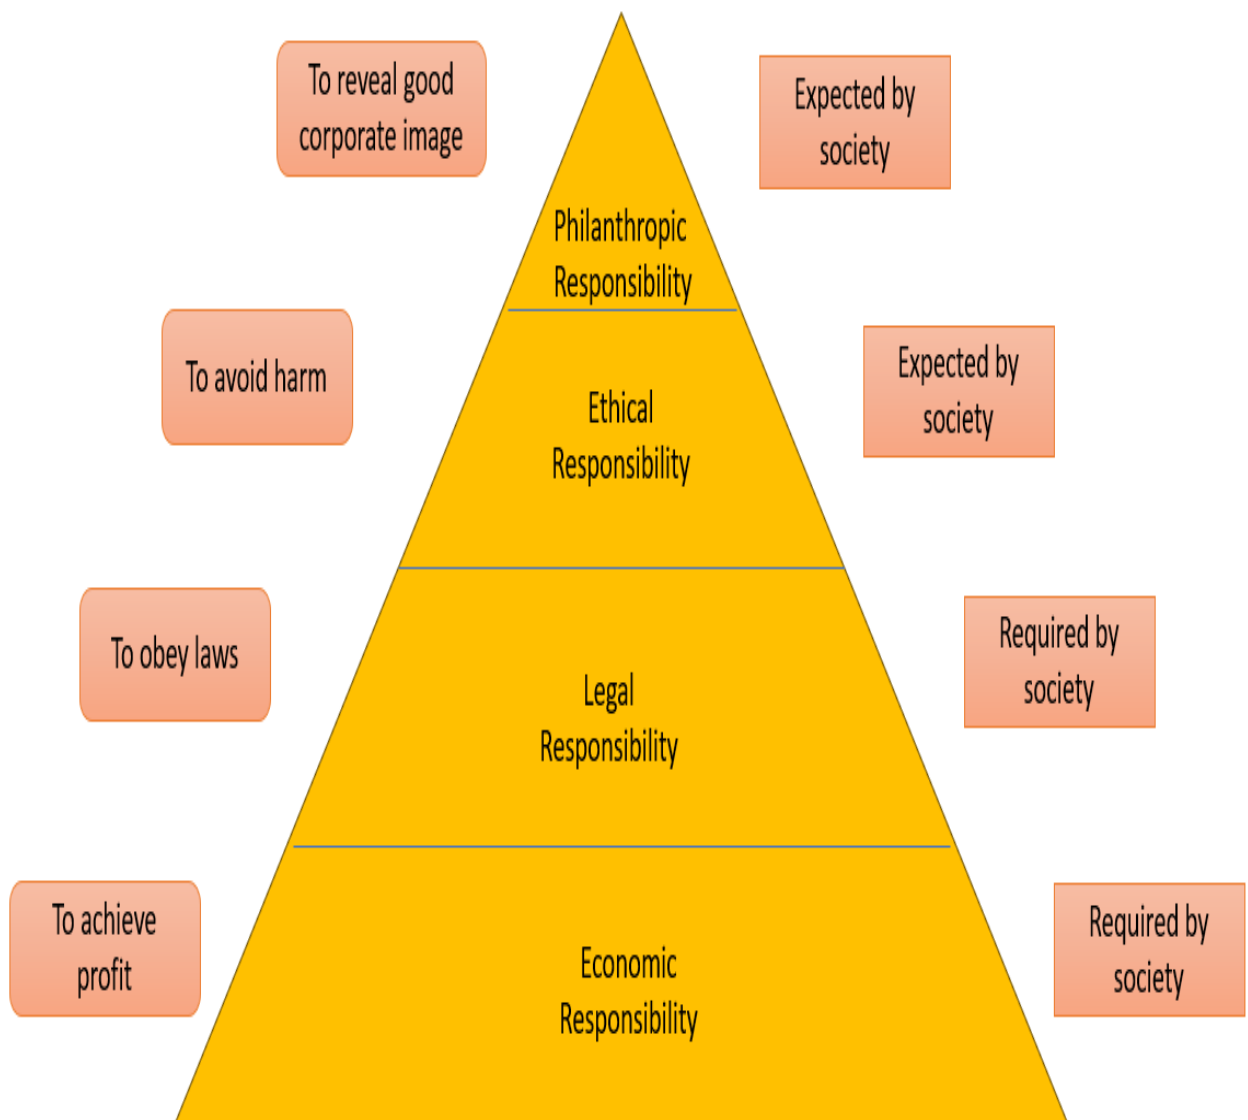 To reveal good
corporate image
Expected by
society
Philanthropic
Responsibility
To avoid harm
Expected by
society
Ethical
Responsibility
To obey laws
Required by
society
Legal
Responsibility
To achieve
profit
Required by
society
Economic
Responsibility